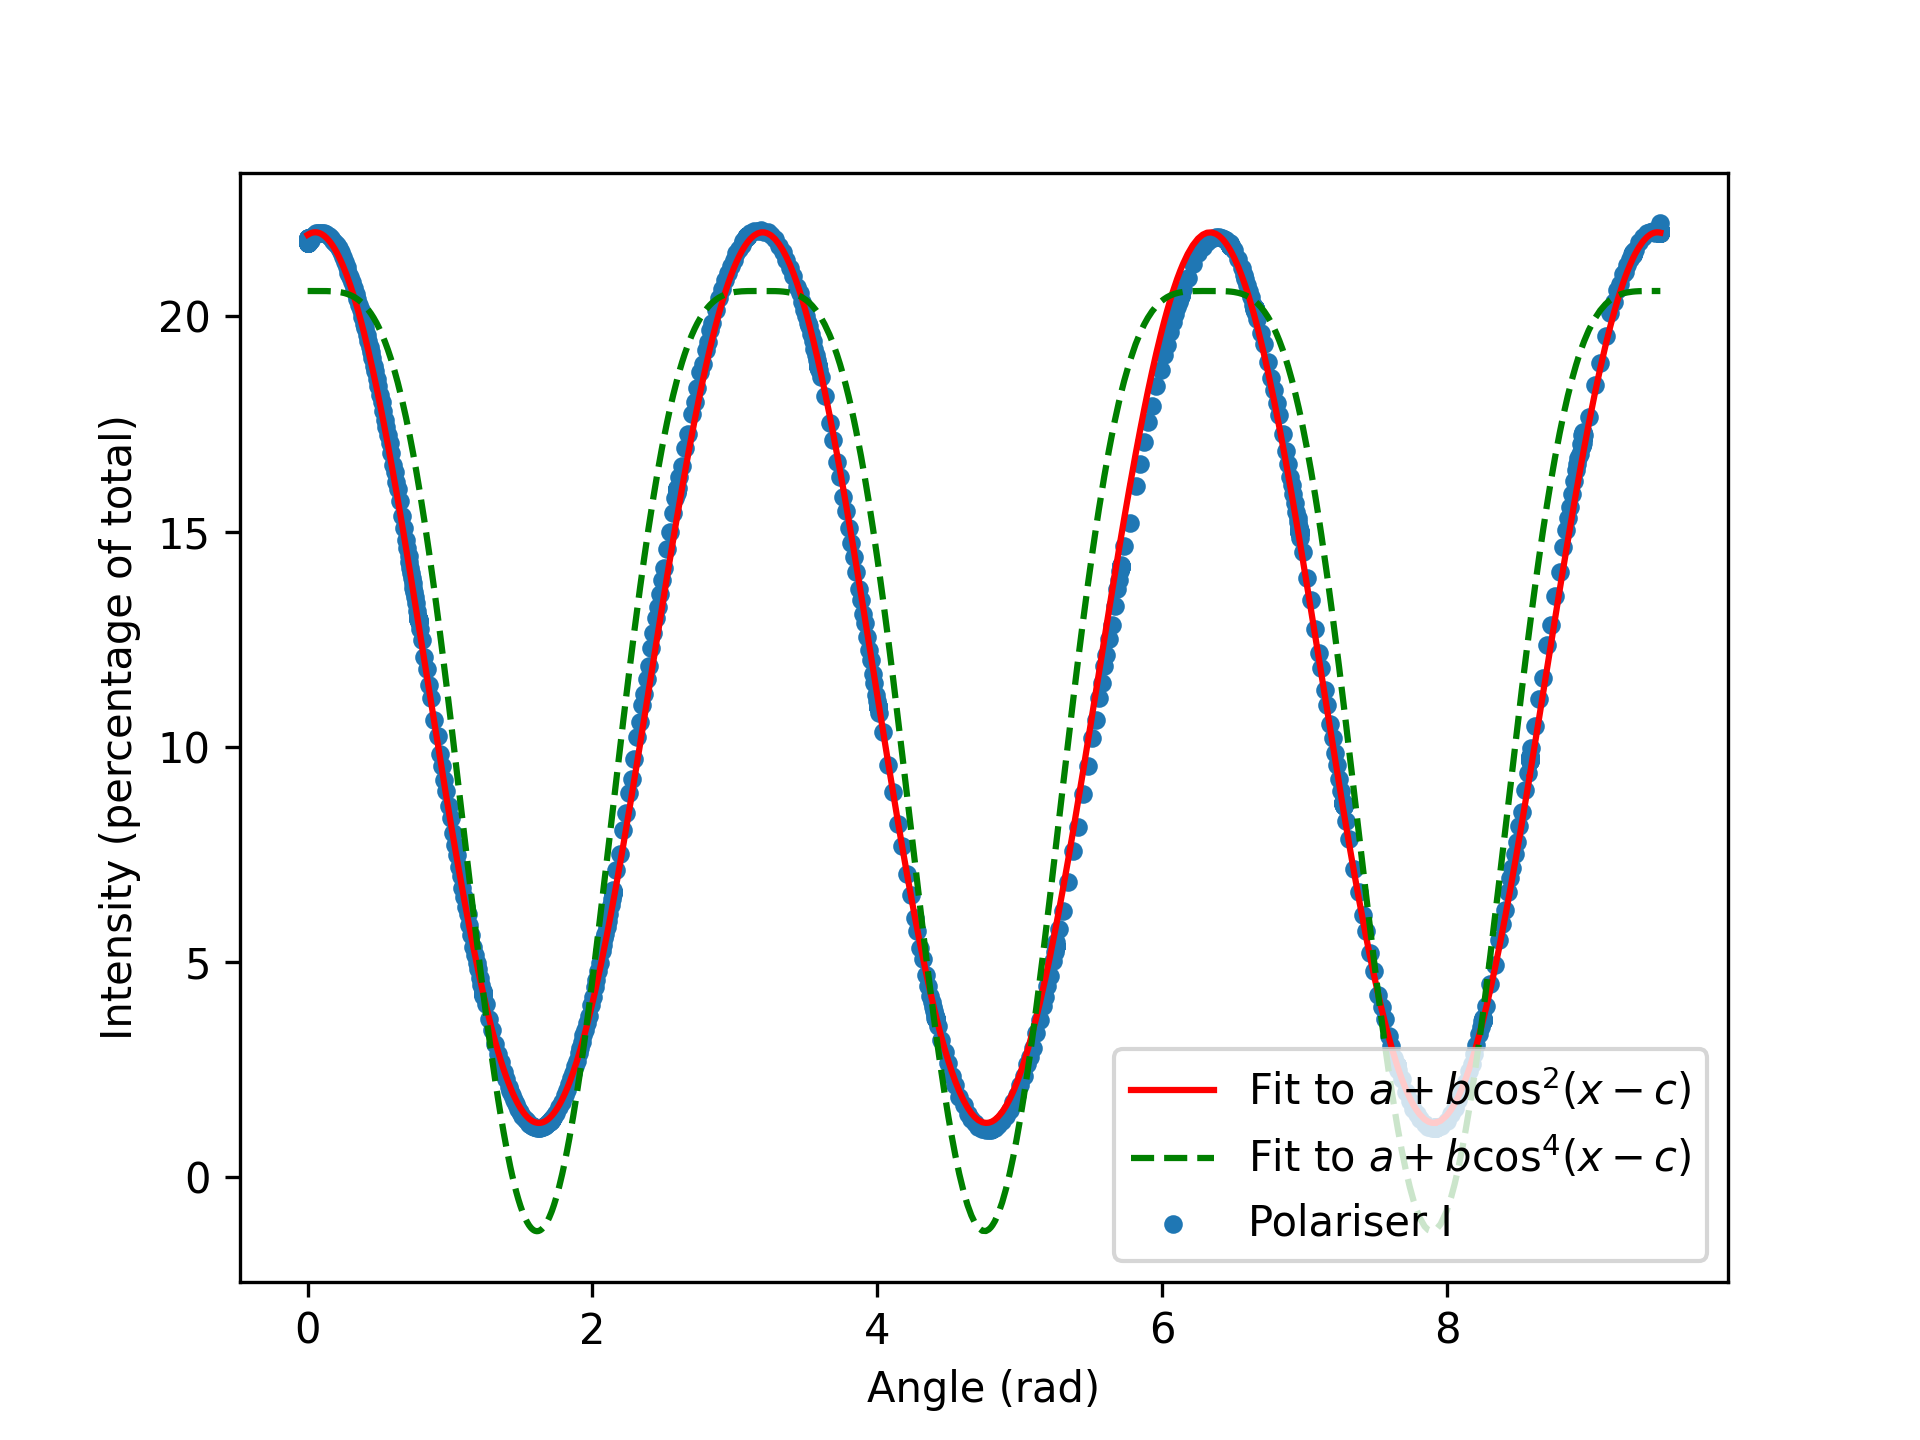 20
15
10
5
0
Intensity (percentage of total)
Fit to a + bcos²(x − c)
Fit to a + bcos⁴(x − c)
Polariser I
0 2 4 6 8
Angle (rad)